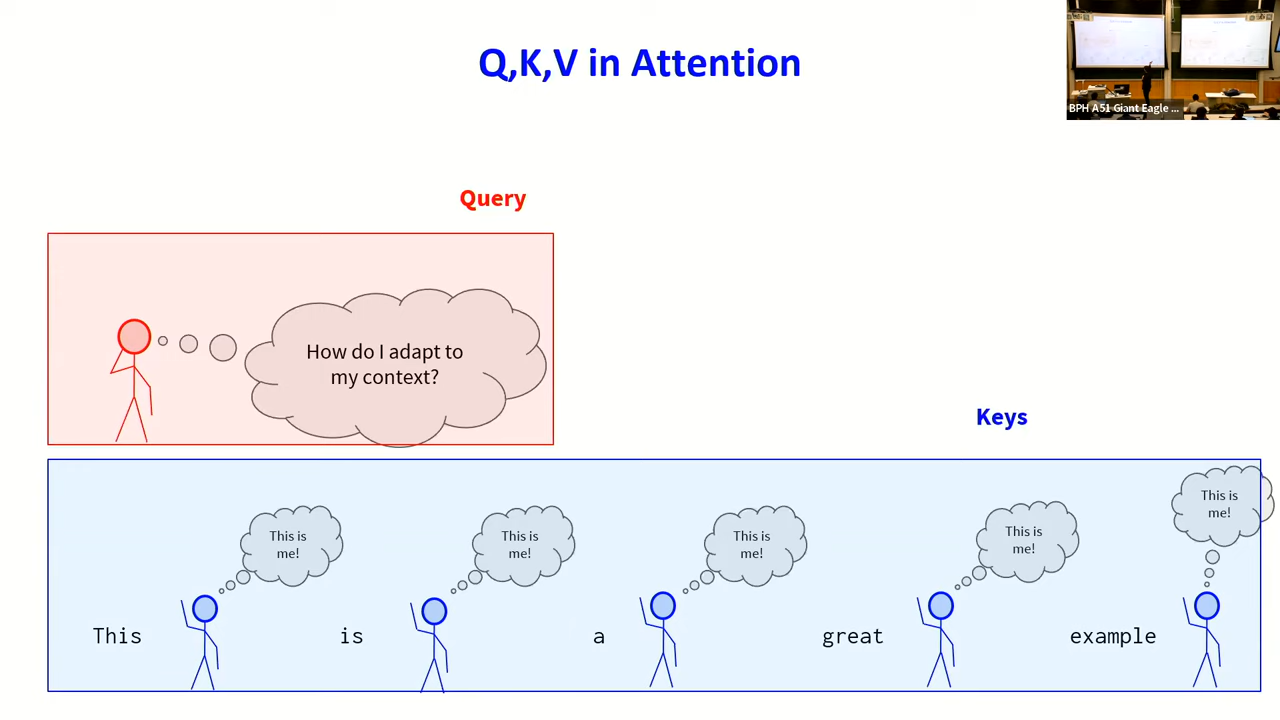 Q,K,V in Attention
BPH A51 Giant Eagle ...
Query
How do I adapt to
my context?
Keys
This is
me!
This is
me!
This is
me!
This is
me!
This is
me!
This
is
a
great
example